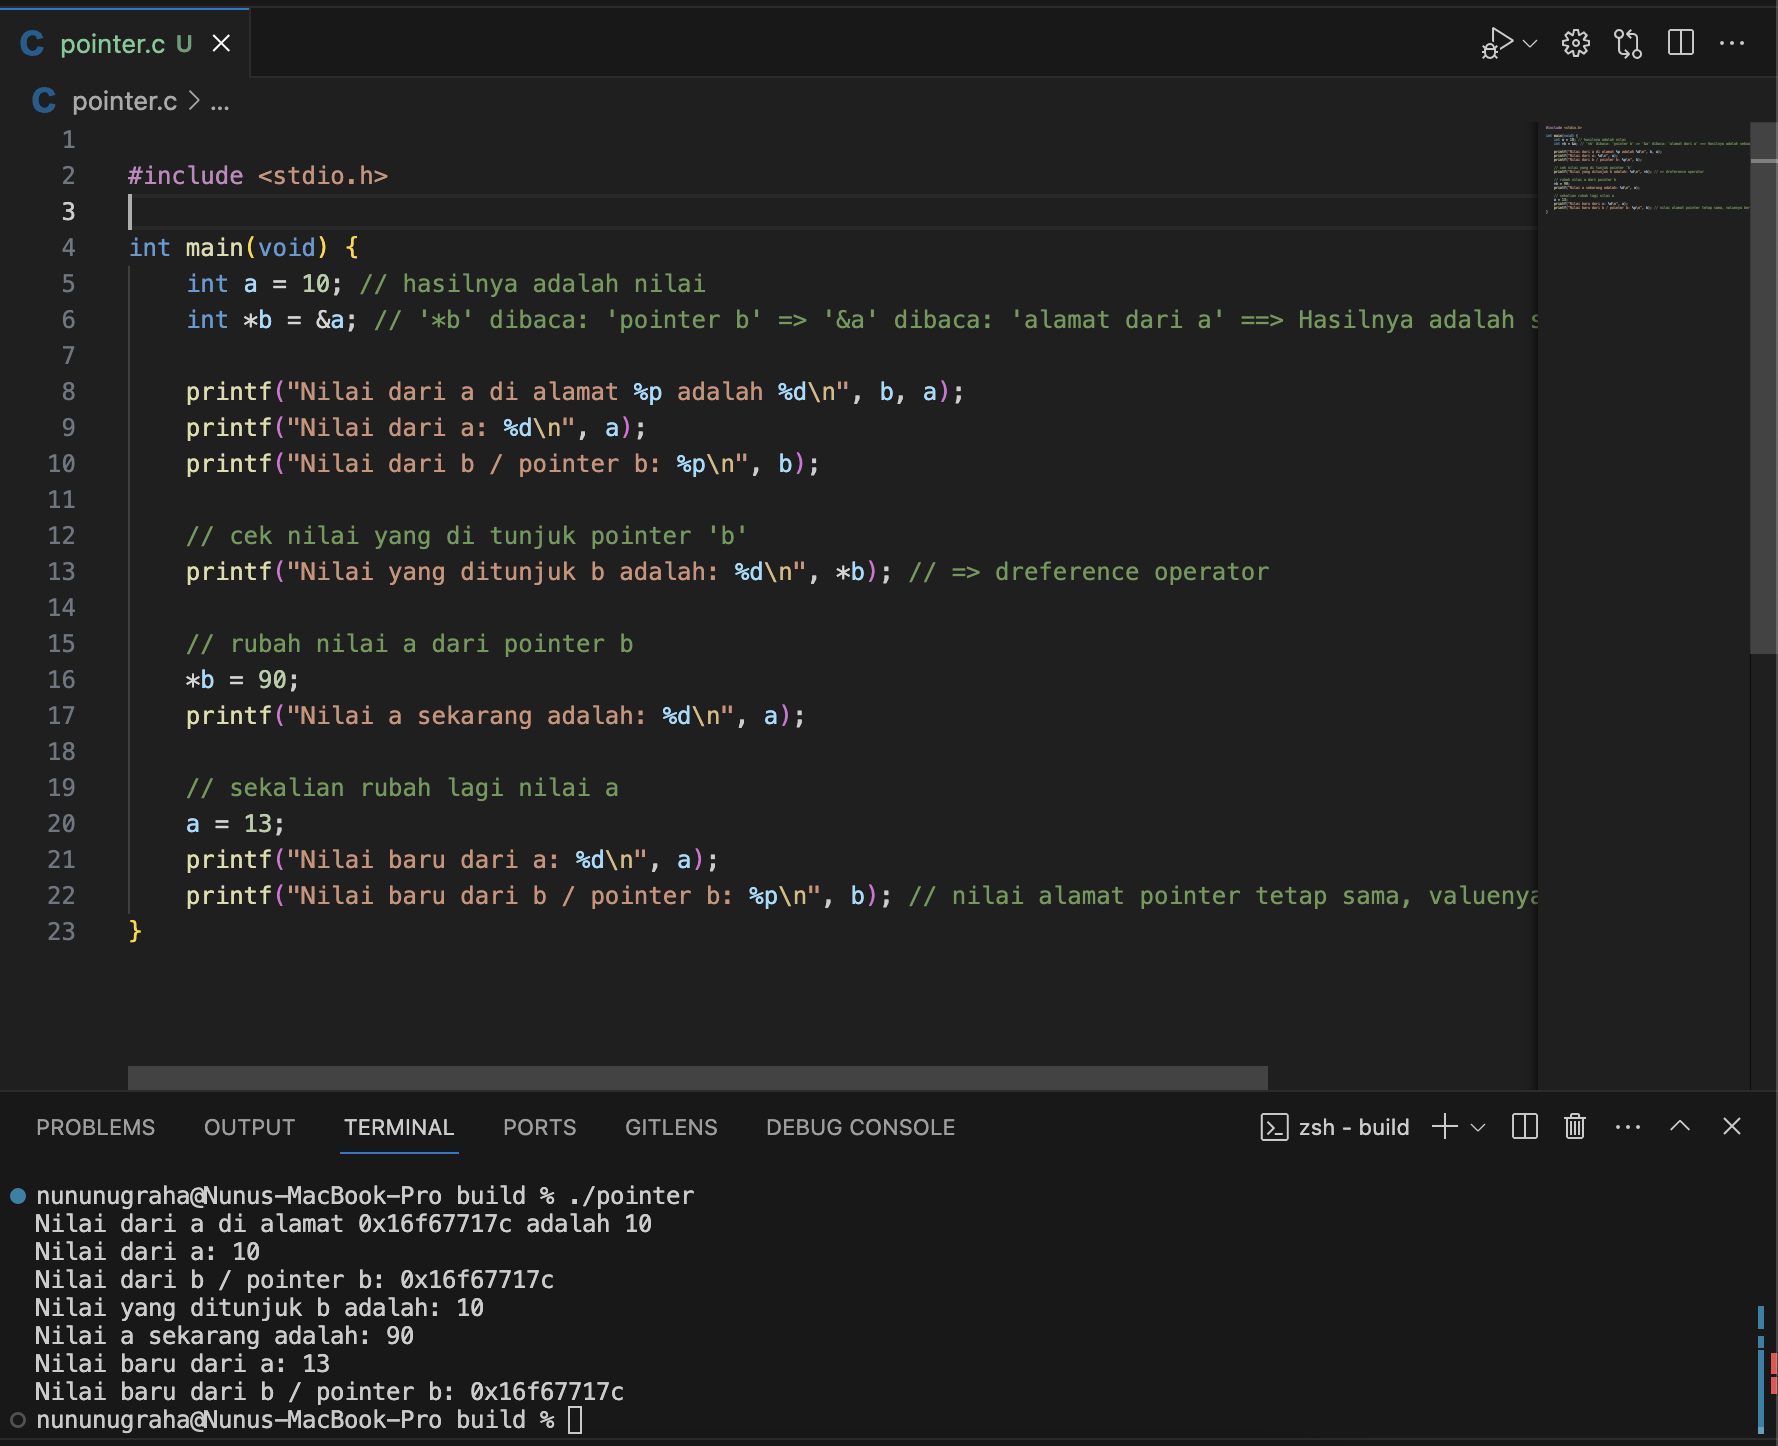 C pointer.c U
C pointer.c > ...
1
2 #include <stdio.h>
3
4 int main(void) {
5 int a = 10; // hasilnya adalah nilai
6 int *b = &a; // '*b' dibaca: 'pointer b' => '&a' dibaca: 'alamat dari a' ==> Hasilnya adalah
7
8 printf("Nilai dari a di alamat %p adalah %d\n", b, a);
9 printf("Nilai dari a: %d\n", a);
10 printf("Nilai dari b / pointer b: %p\n", b);
11
12 // cek nilai yang di tunjuk pointer 'b'
13 printf("Nilai yang ditunjuk b adalah: %d\n", *b); // => dreference operator
14
15 // rubah nilai a dari pointer b
16 *b = 90;
17 printf("Nilai a sekarang adalah: %d\n", a);
18
19 // sekalian rubah lagi nilai a
20 a = 13;
21 printf("Nilai baru dari a: %d\n", a);
22 printf("Nilai baru dari b / pointer b: %p\n", b); // nilai alamat pointer tetap sama, valuenya
23 }
PROBLEMS OUTPUT TERMINAL PORTS GITLENS DEBUG CONSOLE zsh - build
nununugraha@Nunus-MacBook-Pro build % ./pointer
Nilai dari a di alamat 0x16f67717c adalah 10
Nilai dari a: 10
Nilai dari b / pointer b: 0x16f67717c
Nilai yang ditunjuk b adalah: 10
Nilai a sekarang adalah: 90
Nilai baru dari a: 13
Nilai baru dari b / pointer b: 0x16f67717c
nununugraha@Nunus-MacBook-Pro build %